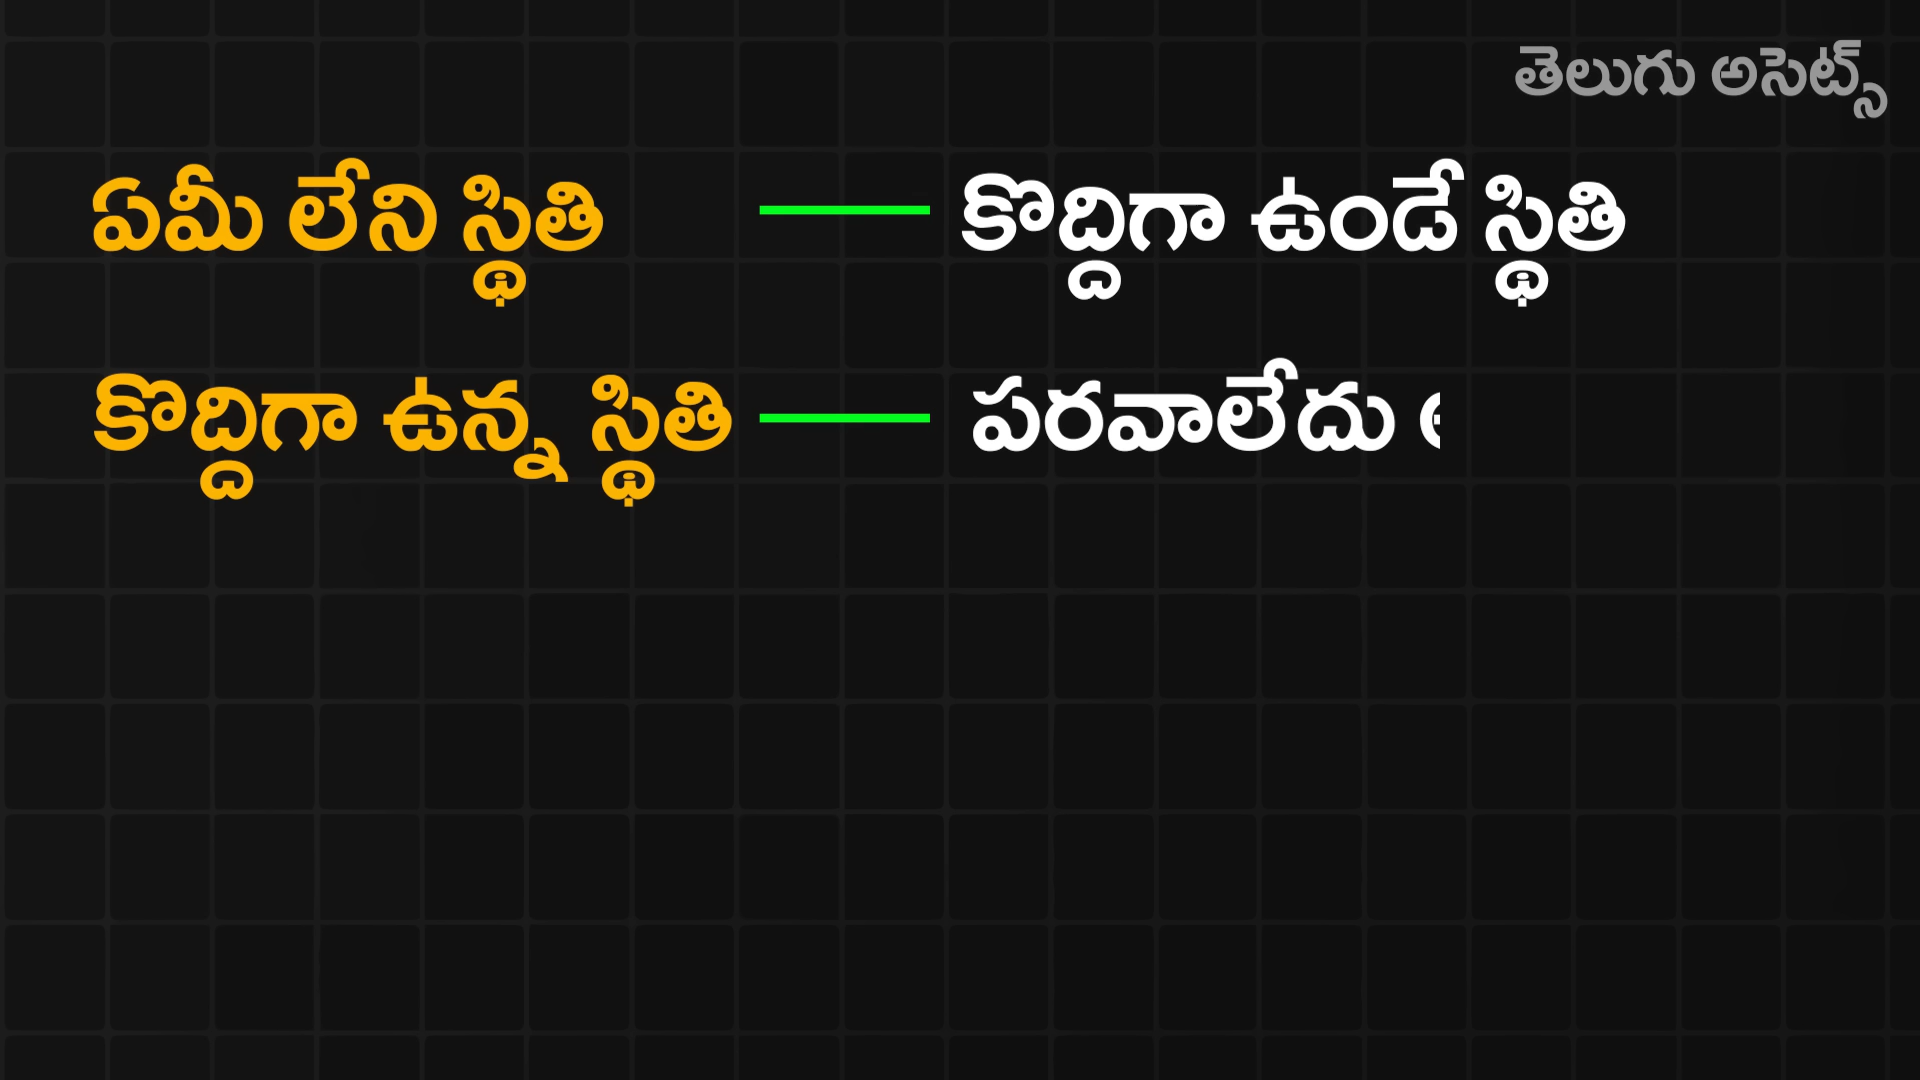 తెలుగు అసెట్స్
ఏమీ లేని స్థితి కొద్దిగా ఉండే స్థితి
కొద్దిగా ఉన్న స్థితి పరవాలేదు